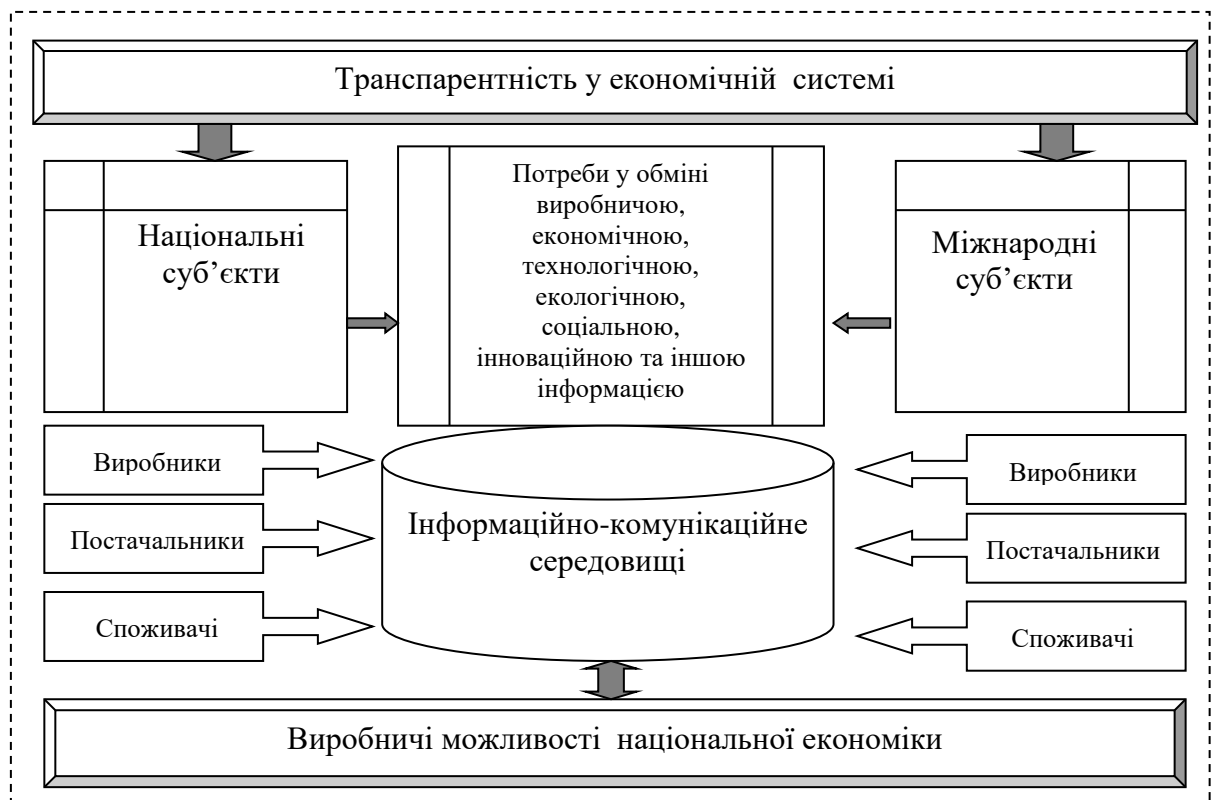 Транспарентність у економічній системі
Національні
суб’єкти
Потреби у обміні
виробничою,
економічною,
технологічною,
екологічною,
соціальною,
інноваційною та іншою
інформацією
Міжнародні
суб’єкти
Виробники
Постачальники
Споживачі
Інформаційно-комунікаційне
середовищі
Виробники
Постачальники
Споживачі
Виробничі можливості національної економіки